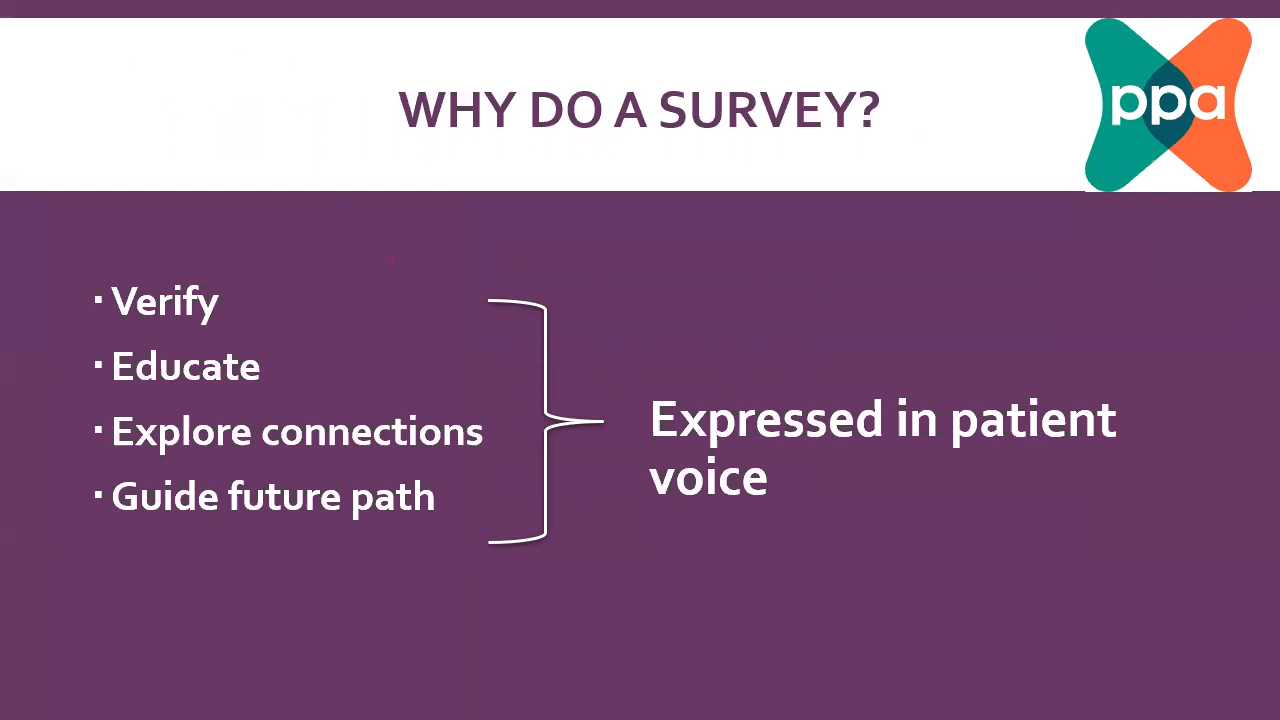 WHY DO A SURVEY?
ppa
▪ Verify
▪ Educate
▪ Explore connections
▪ Guide future path
Expressed in patient
voice